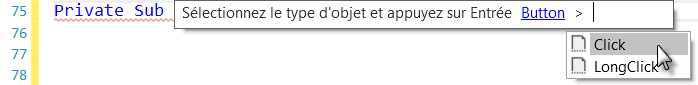 75 Private Sub Sélectionnez le type d'objet et appuyez sur Entrée Button >
76 Click
77 LongClick
78